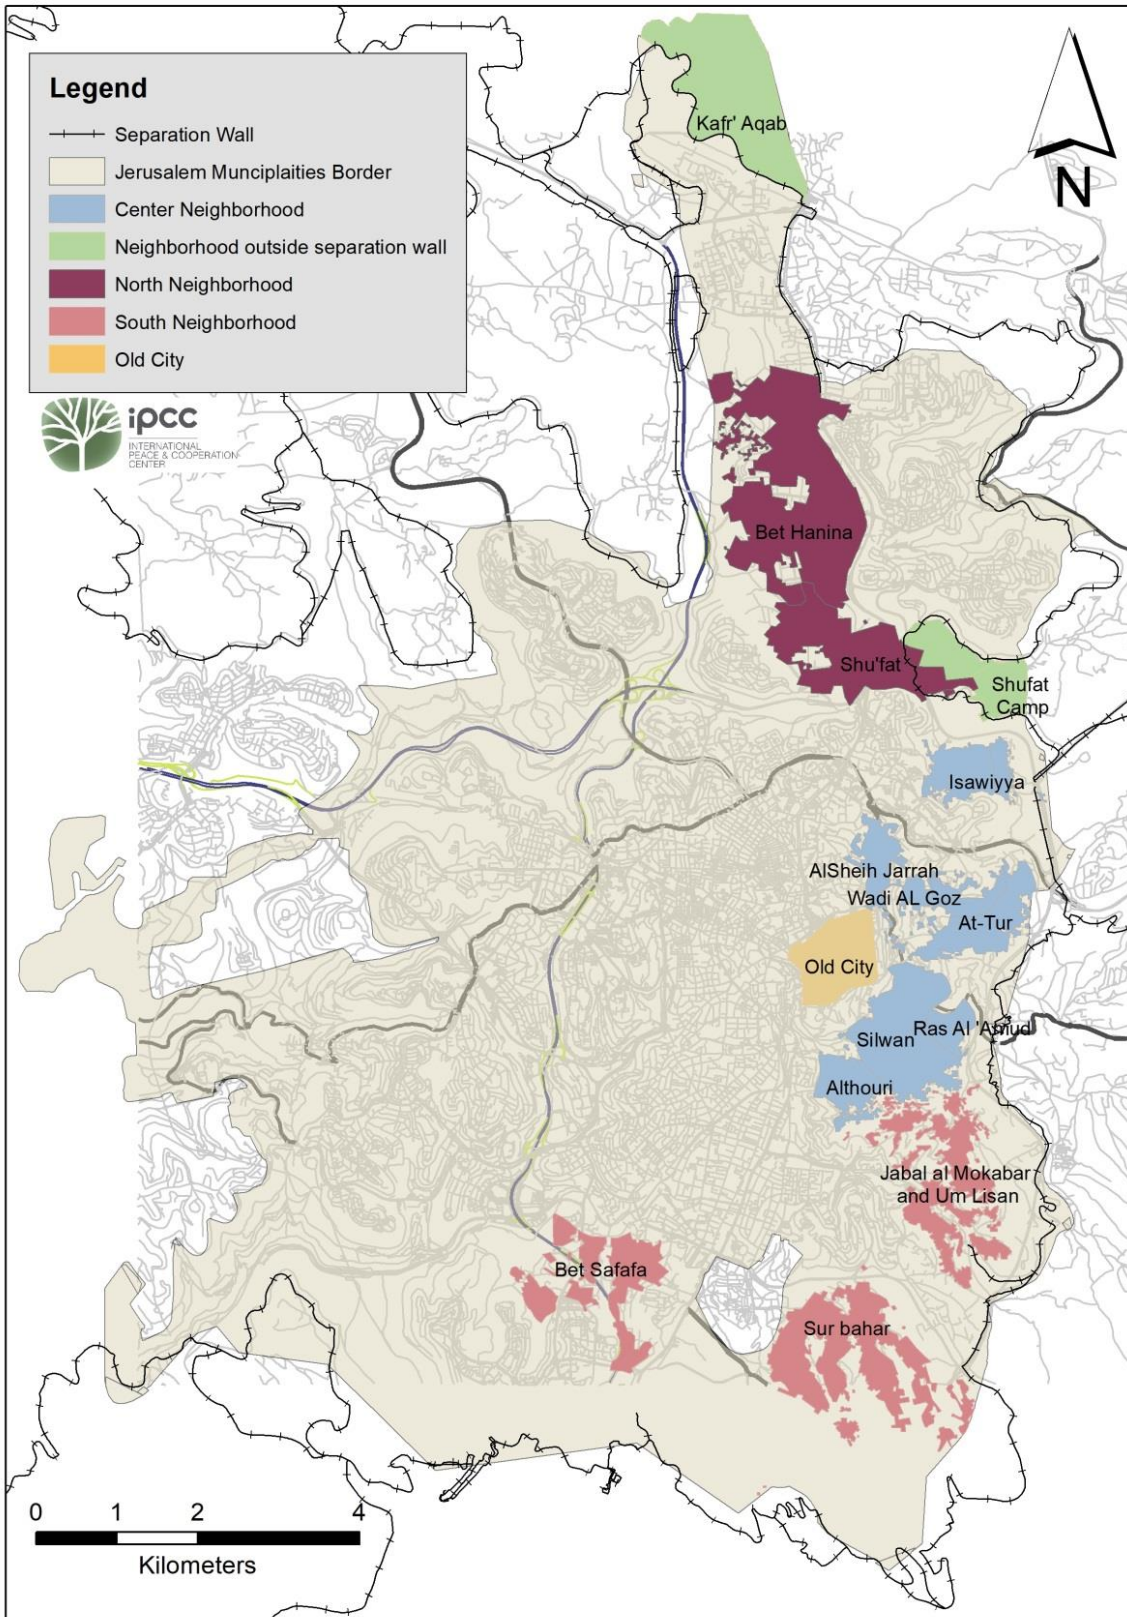 Legend
Separation Wall
Jerusalem Munciplaities Border
Center Neighborhood
Neighborhood outside separation wall
North Neighborhood
South Neighborhood
Old City
ipcc
INTERNATIONAL
PEACE & COOPERATION
CENTER
N
Kafr' Aqab
Bet Hanina
Shu'fat
Shufat
Camp
Isawiyya
AlSheih Jarrah
Wadi AL Goz
At-Tur
Old City
Ras Al 'Amud
Silwan
Althouri
Jabal al Mokabar
and Um Lisan
Bet Safafa
Sur bahar
0 1 2 4
Kilometers